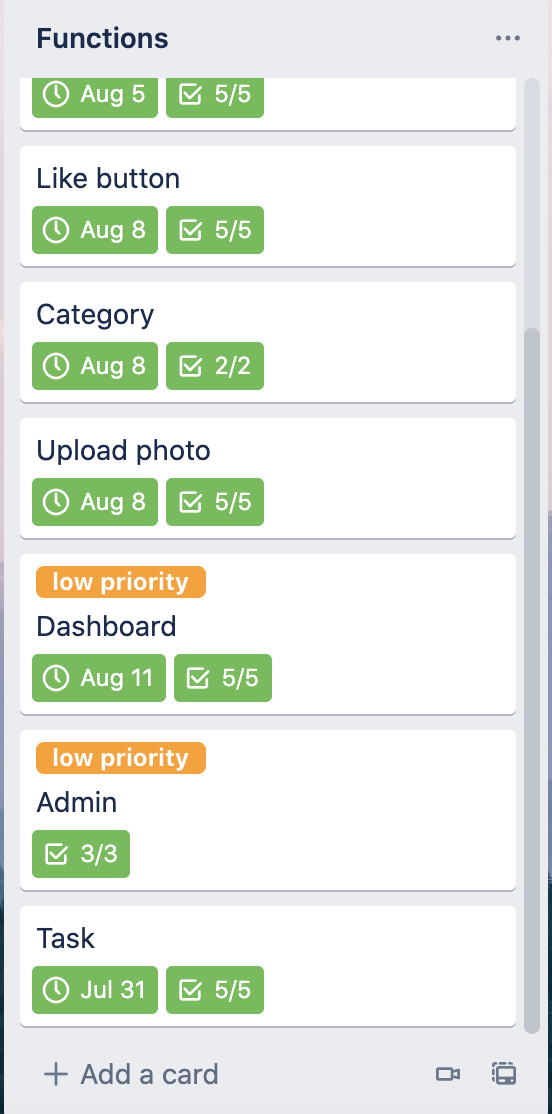 Functions
Aug 5 5/5
Like button
Aug 8 5/5
Category
Aug 8 2/2
Upload photo
Aug 8 5/5
low priority
Dashboard
Aug 11 5/5
low priority
Admin
3/3
Task
Jul 31 5/5
Add a card